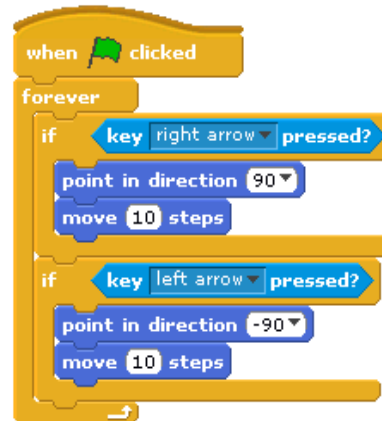 when clicked
forever
if key right arrow pressed?
point in direction 90
move 10 steps
if key left arrow pressed?
point in direction -90
move 10 steps